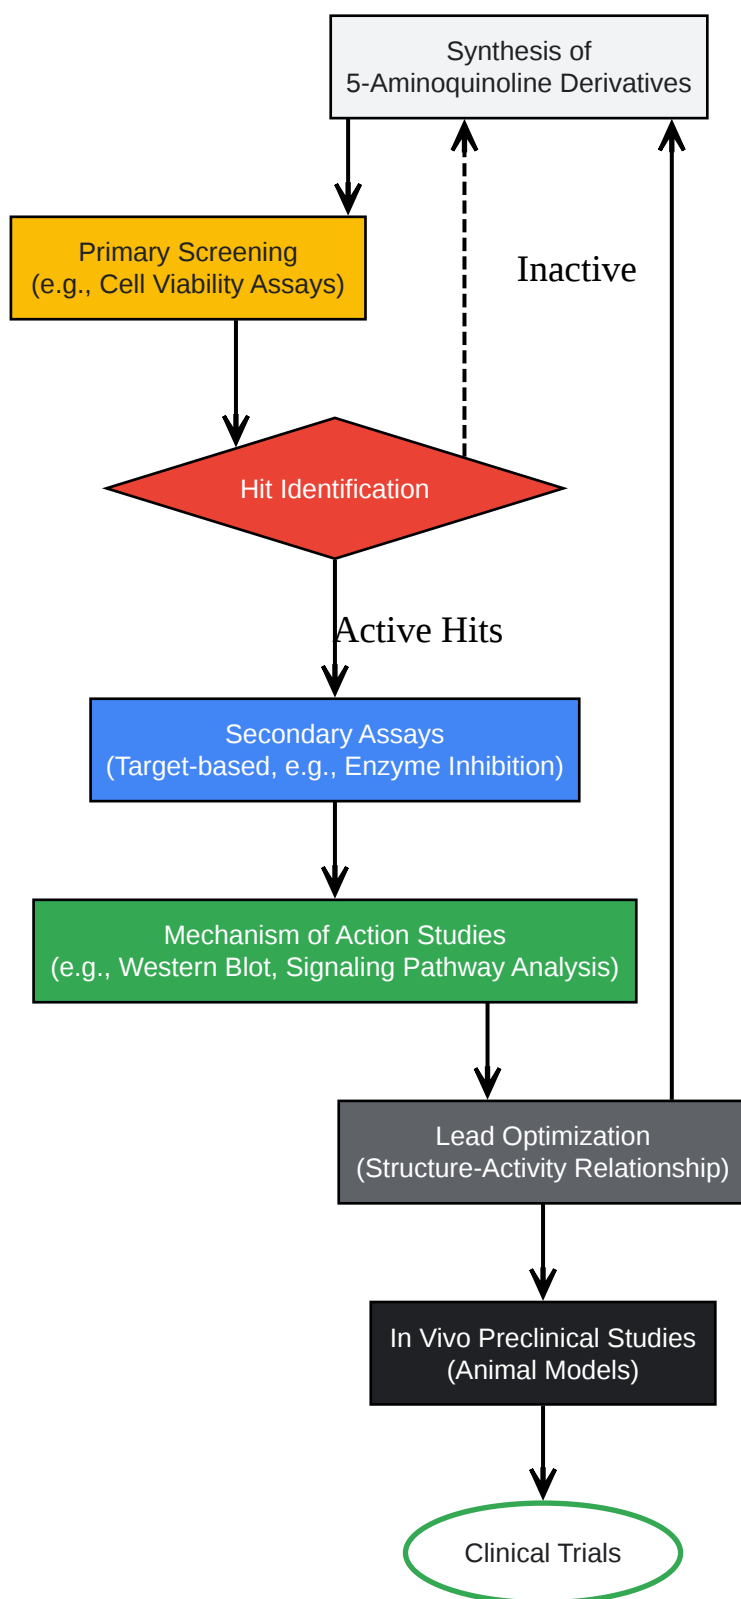 Synthesis of
5-Aminoquinoline Derivatives
Primary Screening
(e.g., Cell Viability Assays)
Inactive
Hit Identification
Active Hits
Secondary Assays
(Target-based, e.g., Enzyme Inhibition)
Mechanism of Action Studies
(e.g., Western Blot, Signaling Pathway Analysis)
Lead Optimization
(Structure-Activity Relationship)
In Vivo Preclinical Studies
(Animal Models)
Clinical Trials